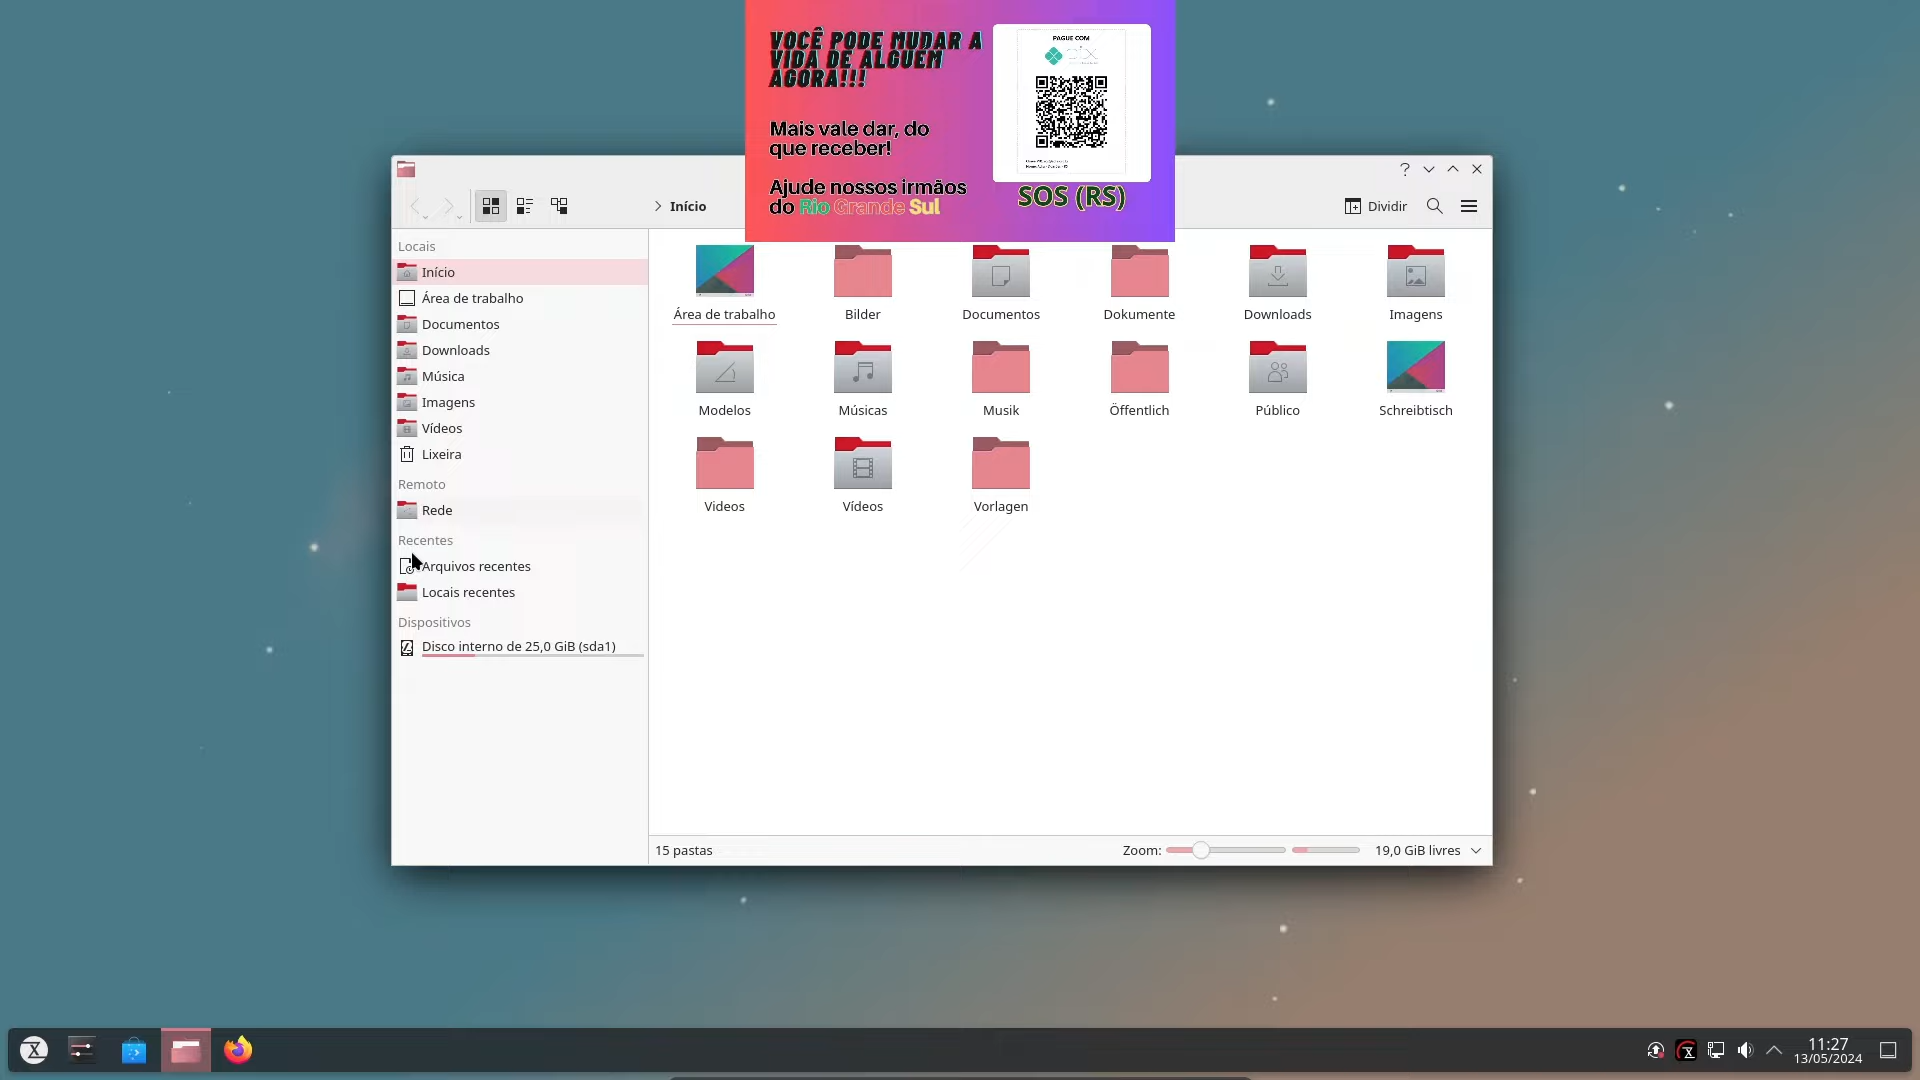 VOCÊ PODE MUDAR A
VIDA DE ALGUÉM
AGORA!!!
Mais vale dar, do
que receber!
Ajude nossos irmãos
do Rio Grande Sul
PAGUE COM
pix
SOS (RS)
?
Início
Dividir
Locais
Início
Área de trabalho
Documentos
Downloads
Música
Imagens
Vídeos
Lixeira
Remoto
Rede
Recentes
Arquivos recentes
Locais recentes
Dispositivos
Disco interno de 25,0 GiB (sda1)
Área de trabalho
Bilder
Documentos
Dokumente
Downloads
Imagens
Modelos
Músicas
Musik
Öffentlich
Público
Schreibtisch
Videos
Vídeos
Vorlagen
15 pastas
Zoom:
19,0 GiB livres
11:27
13/05/2024